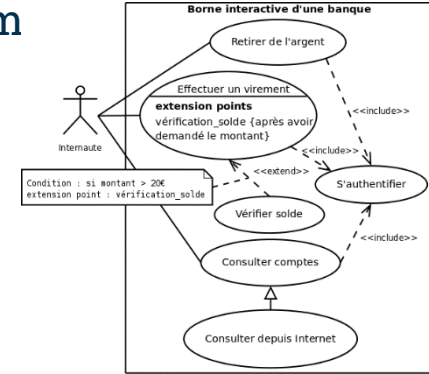 m
Borne interactive d'une banque
Retirer de l'argent
Effectuer un virement
extension points
vérification_solde {après avoir
demandé le montant}
Internaute
<<include>>
<<include>>
<<extend>>
Condition : si montant > 20€
extension point : vérification_solde
S'authentifier
Vérifier solde
<<include>>
Consulter comptes
Consulter depuis Internet